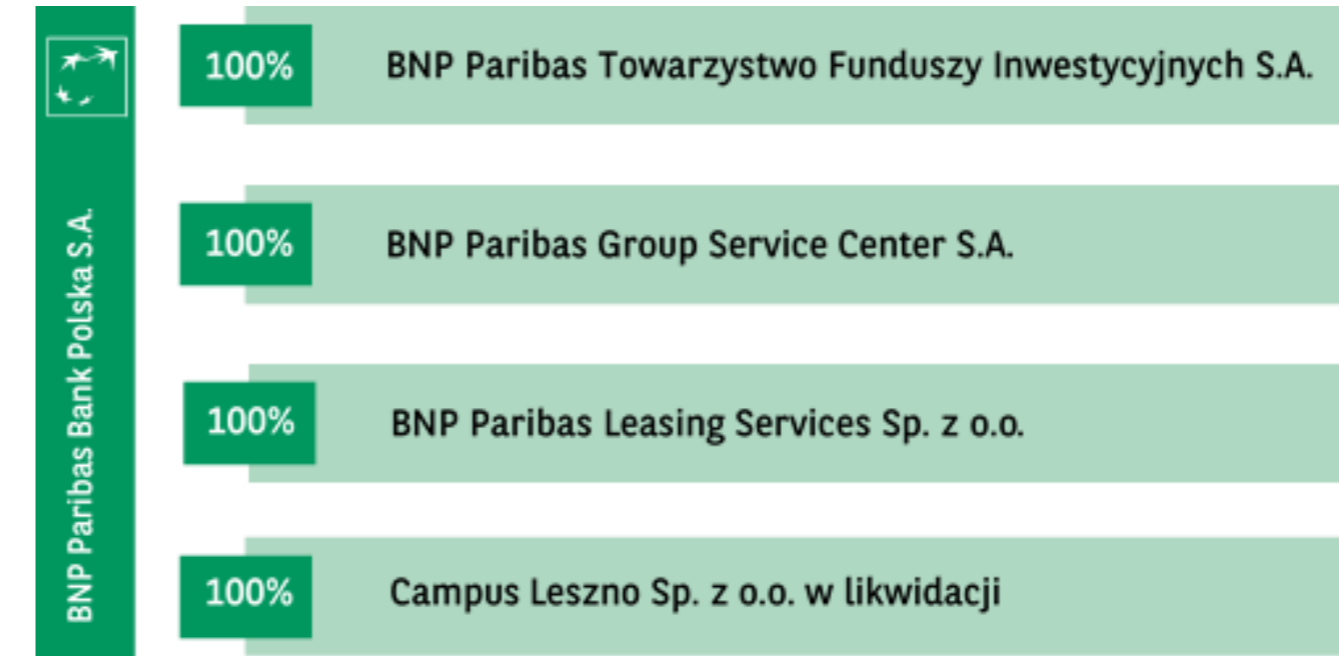 BNP Paribas Bank Polska S.A.
100%
BNP Paribas Towarzystwo Funduszy Inwestycyjnych S.A.
100%
BNP Paribas Group Service Center S.A.
100%
BNP Paribas Leasing Services Sp. z o.o.
100%
Campus Leszno Sp. z o.o. w likwidacji